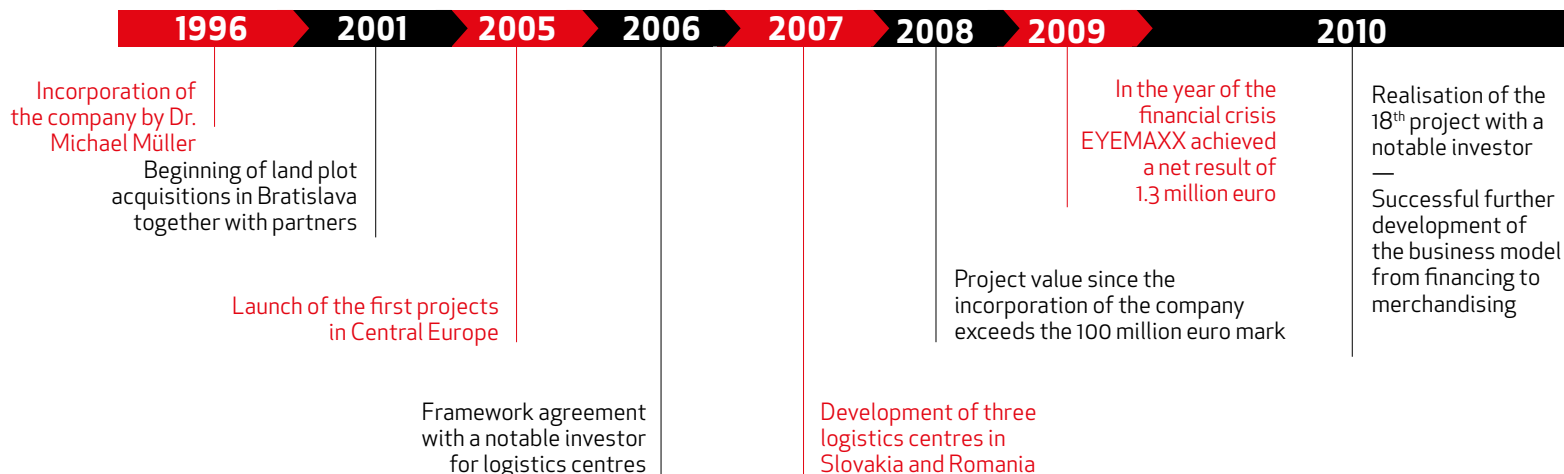 1996 2001 2005 2006 2007 2008 2009 2010
Incorporation of
the company by Dr.
Michael Müller
Beginning of land plot
acquisitions in Bratislava
together with partners
Launch of the first projects
in Central Europe
Framework agreement
with a notable investor
for logistics centres
Development of three
logistics centres in
Slovakia and Romania
Project value since the
incorporation of the company
exceeds the 100 million euro mark
In the year of the
financial crisis
EYEMAXX achieved
a net result of
1.3 million euro
Realisation of the
18th project with a
notable investor
—
Successful further
development of
the business model
from financing to
merchandising